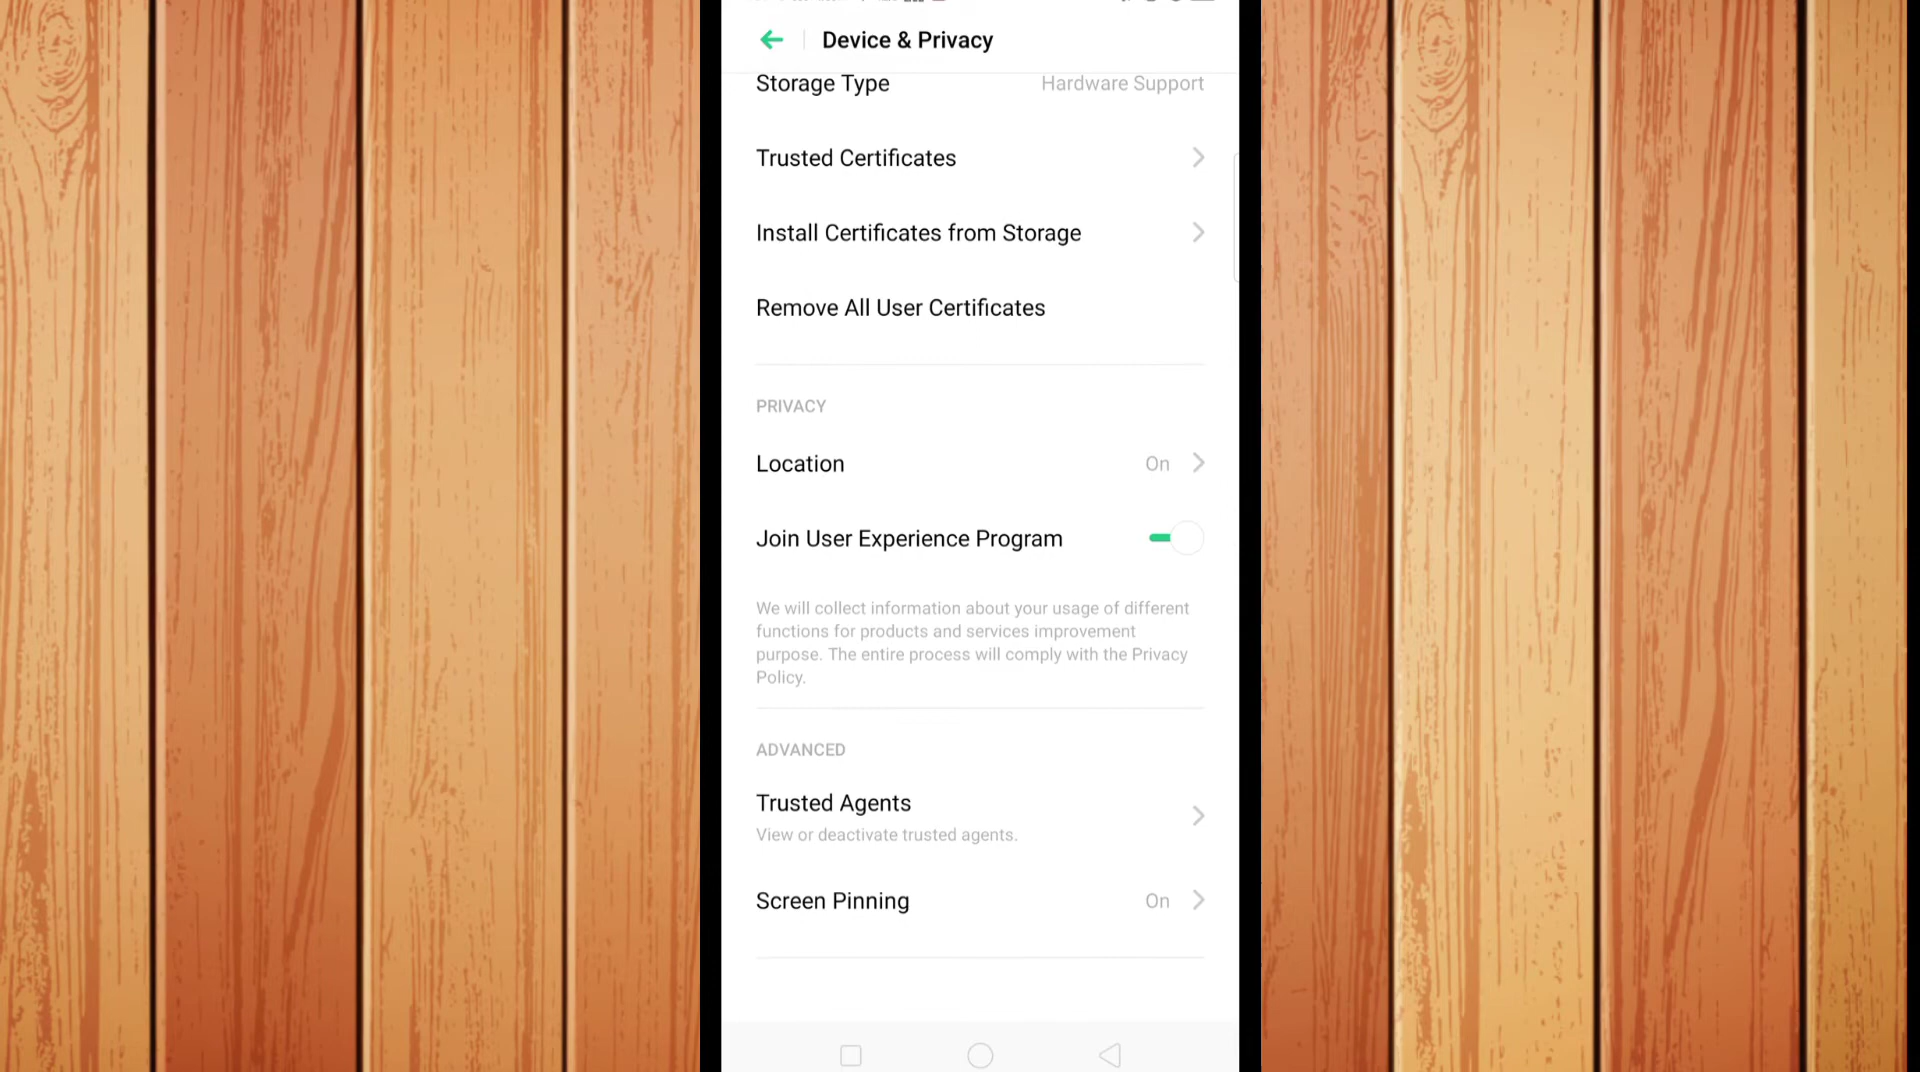 Device & Privacy
Storage Type Hardware Support
Trusted Certificates
Install Certificates from Storage
Remove All User Certificates
PRIVACY
Location On
Join User Experience Program
We will collect information about your usage of different
functions for products and services improvement
purpose. The entire process will comply with the Privacy
Policy.
ADVANCED
Trusted Agents
View or deactivate trusted agents.
Screen Pinning On